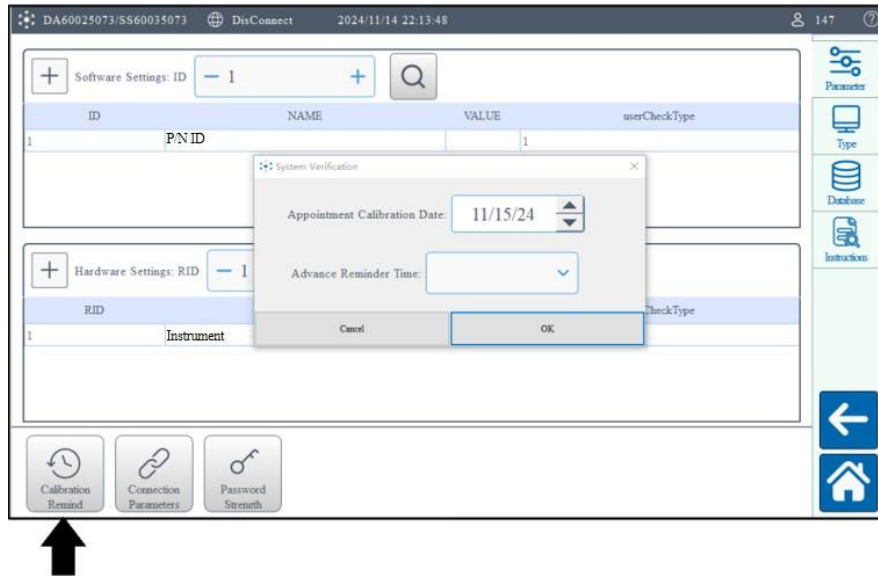 DA60025073/SS60035073 DisConnect 2024/11/14 22:13:48 147
Software Settings: ID 1
ID NAME VALUE userCheckType
1 P/N ID 1
System Verification
Appointment Calibration Date: 11/15/24
Hardware Settings: RID 1
Advance Reminder Time:
RID CheckType
Cancel OK
1 Instrument
Calibration
Remind
Connection
Parameters
Password
Strength
Parameter
Type
Database
Instructions